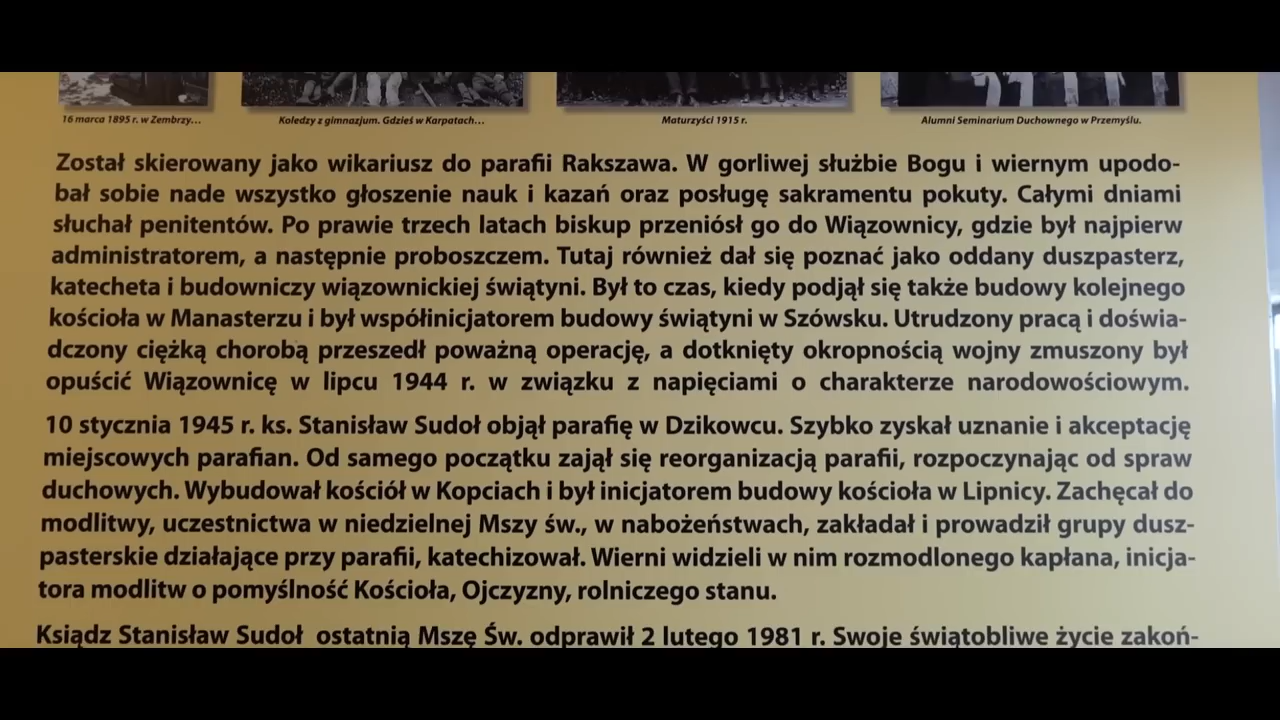 16 marca 1895 r. w Zembrzy...
Koledzy z gimnazjum. Gdzieś w Karpatach...
Maturzyści 1915 r.
Alumni Seminarium Duchownego w Przemyślu.
Został skierowany jako wikariusz do parafii Rakszawa. W gorliwej służbie Bogu i wiernym upodo-
bał sobie nade wszystko głoszenie nauk i kazań oraz posługę sakramentu pokuty. Całymi dniami
słuchał penitentów. Po prawie trzech latach biskup przeniósł go do Wiązownicy, gdzie był najpierw
administratorem, a następnie proboszczem. Tutaj również dał się poznać jako oddany duszpasterz,
katecheta i budowniczy wiązownickiej świątyni. Był to czas, kiedy podjął się także budowy kolejnego
kościoła w Manasterzu i był współinicjatorem budowy świątyni w Szówsku. Utrudzony pracą i doświa-
dczony ciężką chorobą przeszedł poważną operację, a dotknięty okropnością wojny zmuszony był
opuścić Wiązownicę w lipcu 1944 r. w związku z napięciami o charakterze narodowościowym.
10 stycznia 1945 r. ks. Stanisław Sudoł objął parafię w Dzikowcu. Szybko zyskał uznanie i akceptację
miejscowych parafian. Od samego początku zajął się reorganizacją parafii, rozpoczynając od spraw
duchowych. Wybudował kościół w Kopciach i był inicjatorem budowy kościoła w Lipnicy. Zachęcał do
modlitwy, uczestnictwa w niedzielnej Mszy św., w nabożeństwach, zakładał i prowadził grupy dusz-
pasterskie działające przy parafii, katechizował. Wierni widzieli w nim rozmodlonego kapłana, inicja-
tora modlitw o pomyślność Kościoła, Ojczyzny, rolniczego stanu.
Ksiądz Stanisław Sudoł ostatnią Mszę Św. odprawił 2 lutego 1981 r. Swoje świątobliwe życie zakoń-